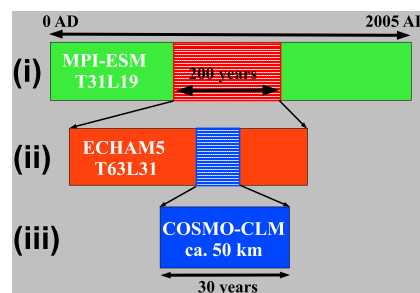 0 AD 2005 AD
(i) MPI-ESM
T31L19
200 years
(ii) ECHAM5
T63L31
(iii) COSMO-CLM
ca. 50 km
30 years